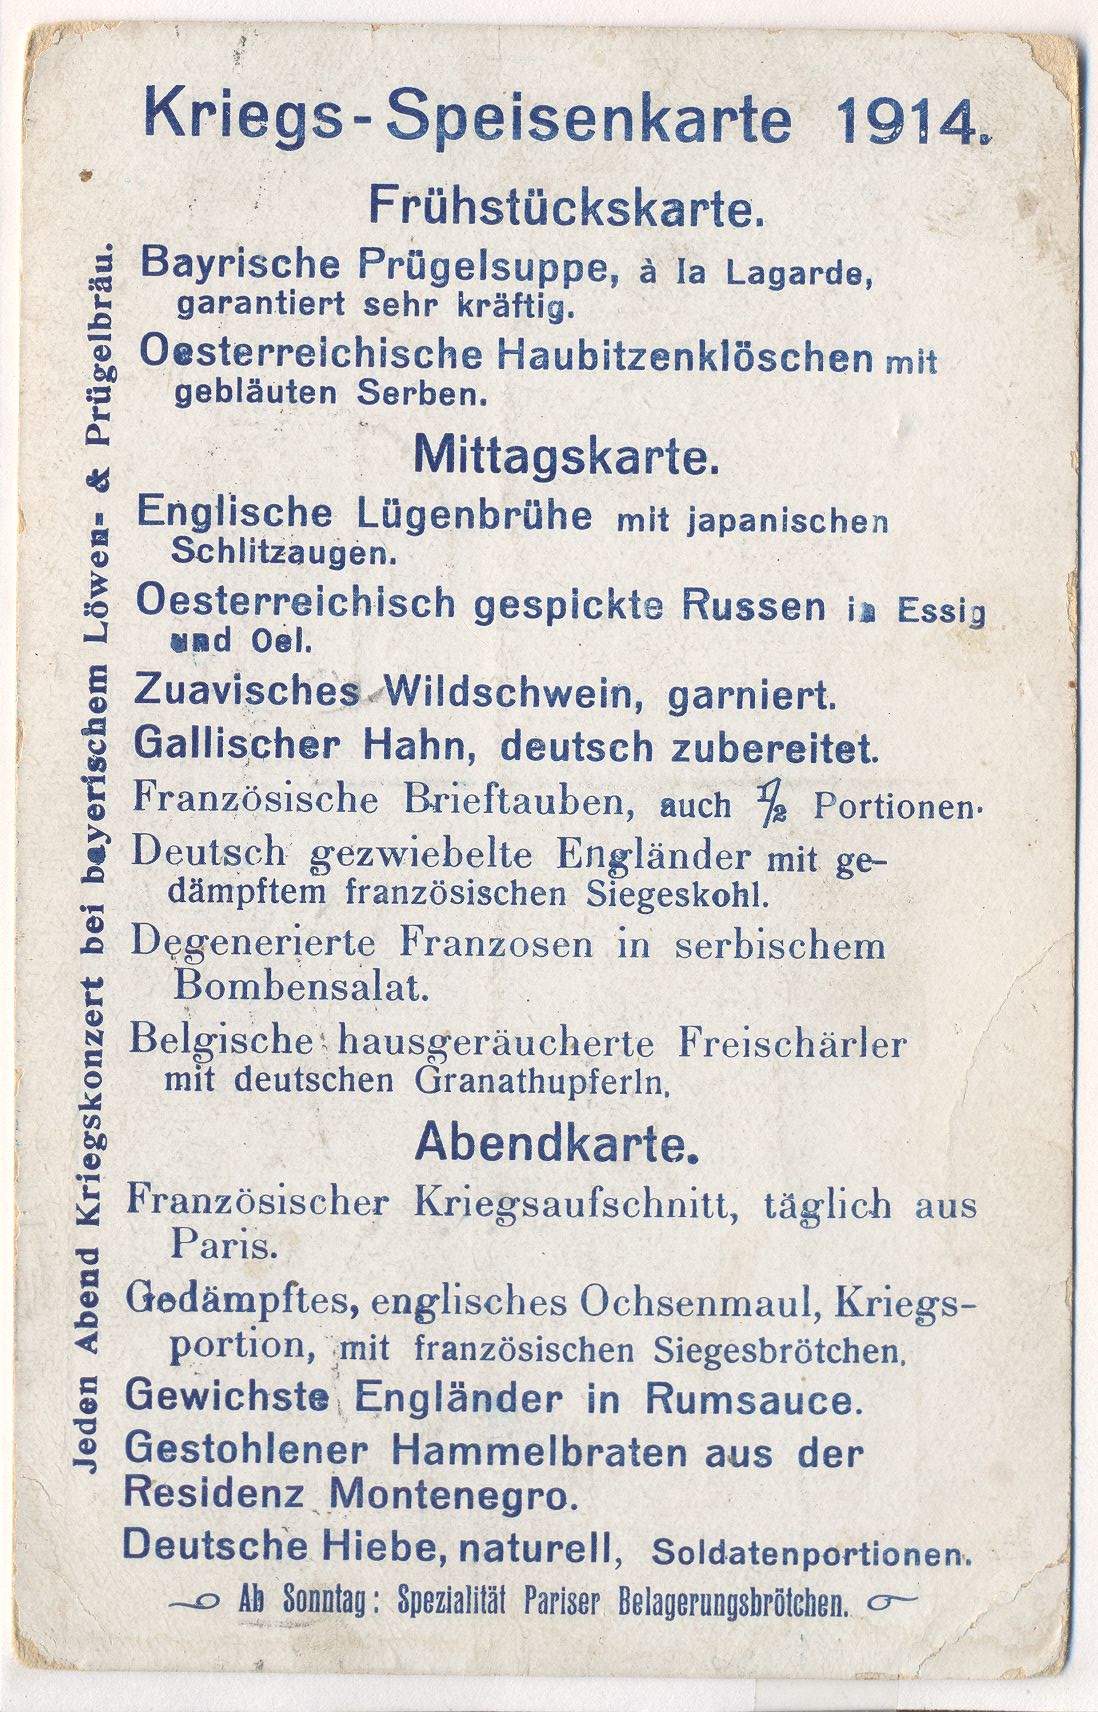 Kriegs-Speisenkarte 1914.
Frühstückskarte.
Bayrische Prügelsuppe, à la Lagarde,
garantiert sehr kräftig.
Oesterreichische Haubitzenklöschen mit
gebläuten Serben.
Mittagskarte.
Englische Lügenbrühe mit japanischen
Schlitzaugen.
Oesterreichisch gespickte Russen in Essig
und Oel.
Zuavisches Wildschwein, garniert.
Gallischer Hahn, deutsch zubereitet.
Französische Brieftauben, auch 1/2 Portionen.
Deutsch gezwiebelte Engländer mit ge-
dämpftem französischen Siegeskohl.
Degenerierte Franzosen in serbischem
Bombensalat.
Belgische hausgeräucherte Freischärler
mit deutschen Granathupferln.
Abendkarte.
Französischer Kriegsaufschnitt, täglich aus
Paris.
Gedämpftes, englisches Ochsenmaul, Kriegs-
portion, mit französischen Siegesbrötchen.
Gewichste Engländer in Rumsauce.
Gestohlener Hammelbraten aus der
Residenz Montenegro.
Deutsche Hiebe, naturell, Soldatenportionen.
Ab Sonntag: Spezialität Pariser Belagerungsbrötchen.
Jeden Abend Kriegskonzert bei bayerischem Löwen- & Prügelbräu.